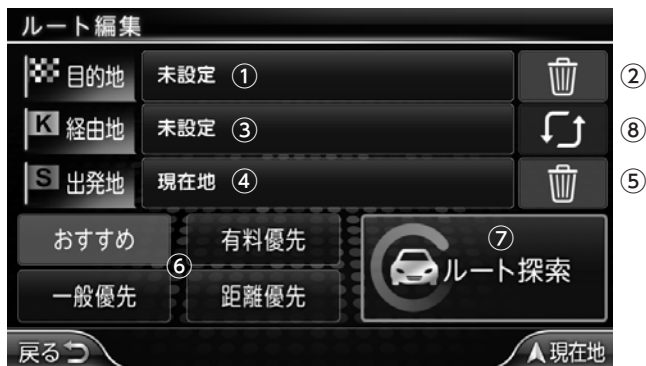 ルート編集
目的地 未設定 ① ②
K 経由地 未設定 ③ ⑧
S 出発地 現在地 ④ ⑤
おすすめ 有料優先 ⑥ ⑦
一般優先 距離優先 ルート探索
戻る 現在地